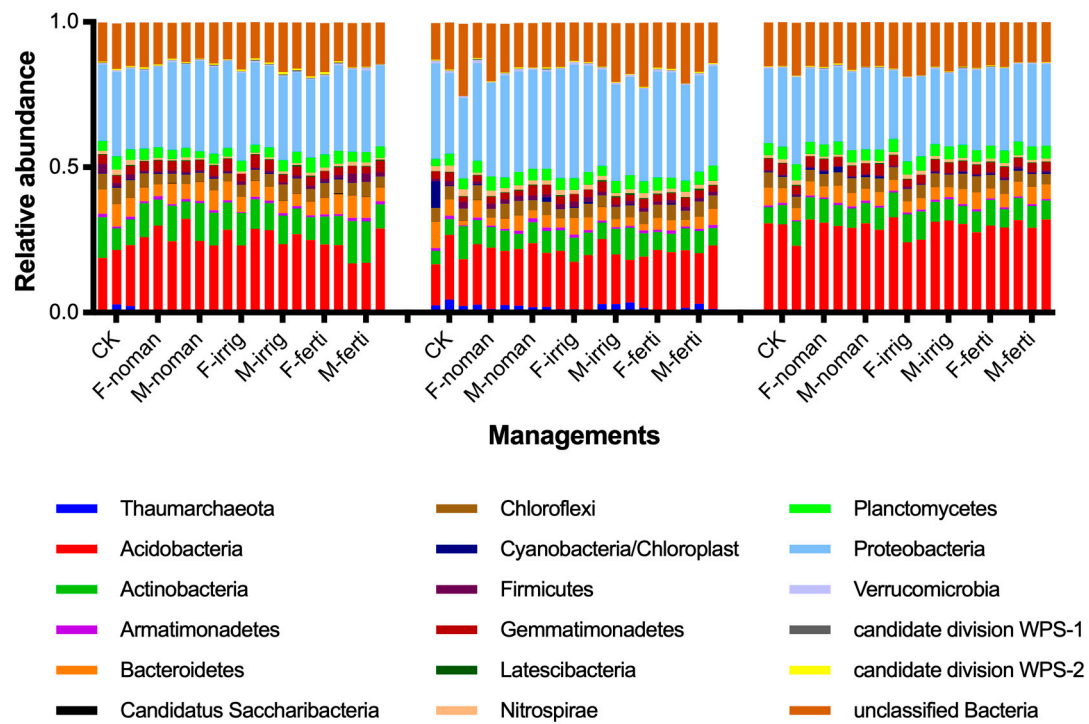 Relative abundance
1.0
0.5
0.0
CK
F-noman
M-noman
F-irrig
M-irrig
F-ferti
M-ferti
CK
F-noman
M-noman
F-irrig
M-irrig
F-ferti
M-ferti
CK
F-noman
M-noman
F-irrig
M-irrig
F-ferti
M-ferti
Managements
Thaumarchaeota
Acidobacteria
Actinobacteria
Armatimonadetes
Bacteroidetes
Candidatus Saccharibacteria
Chloroflexi
Cyanobacteria/Chloroplast
Firmicutes
Gemmatimonadetes
Latescibacteria
Nitrospirae
Planctomycetes
Proteobacteria
Verrucomicrobia
candidate division WPS-1
candidate division WPS-2
unclassified Bacteria